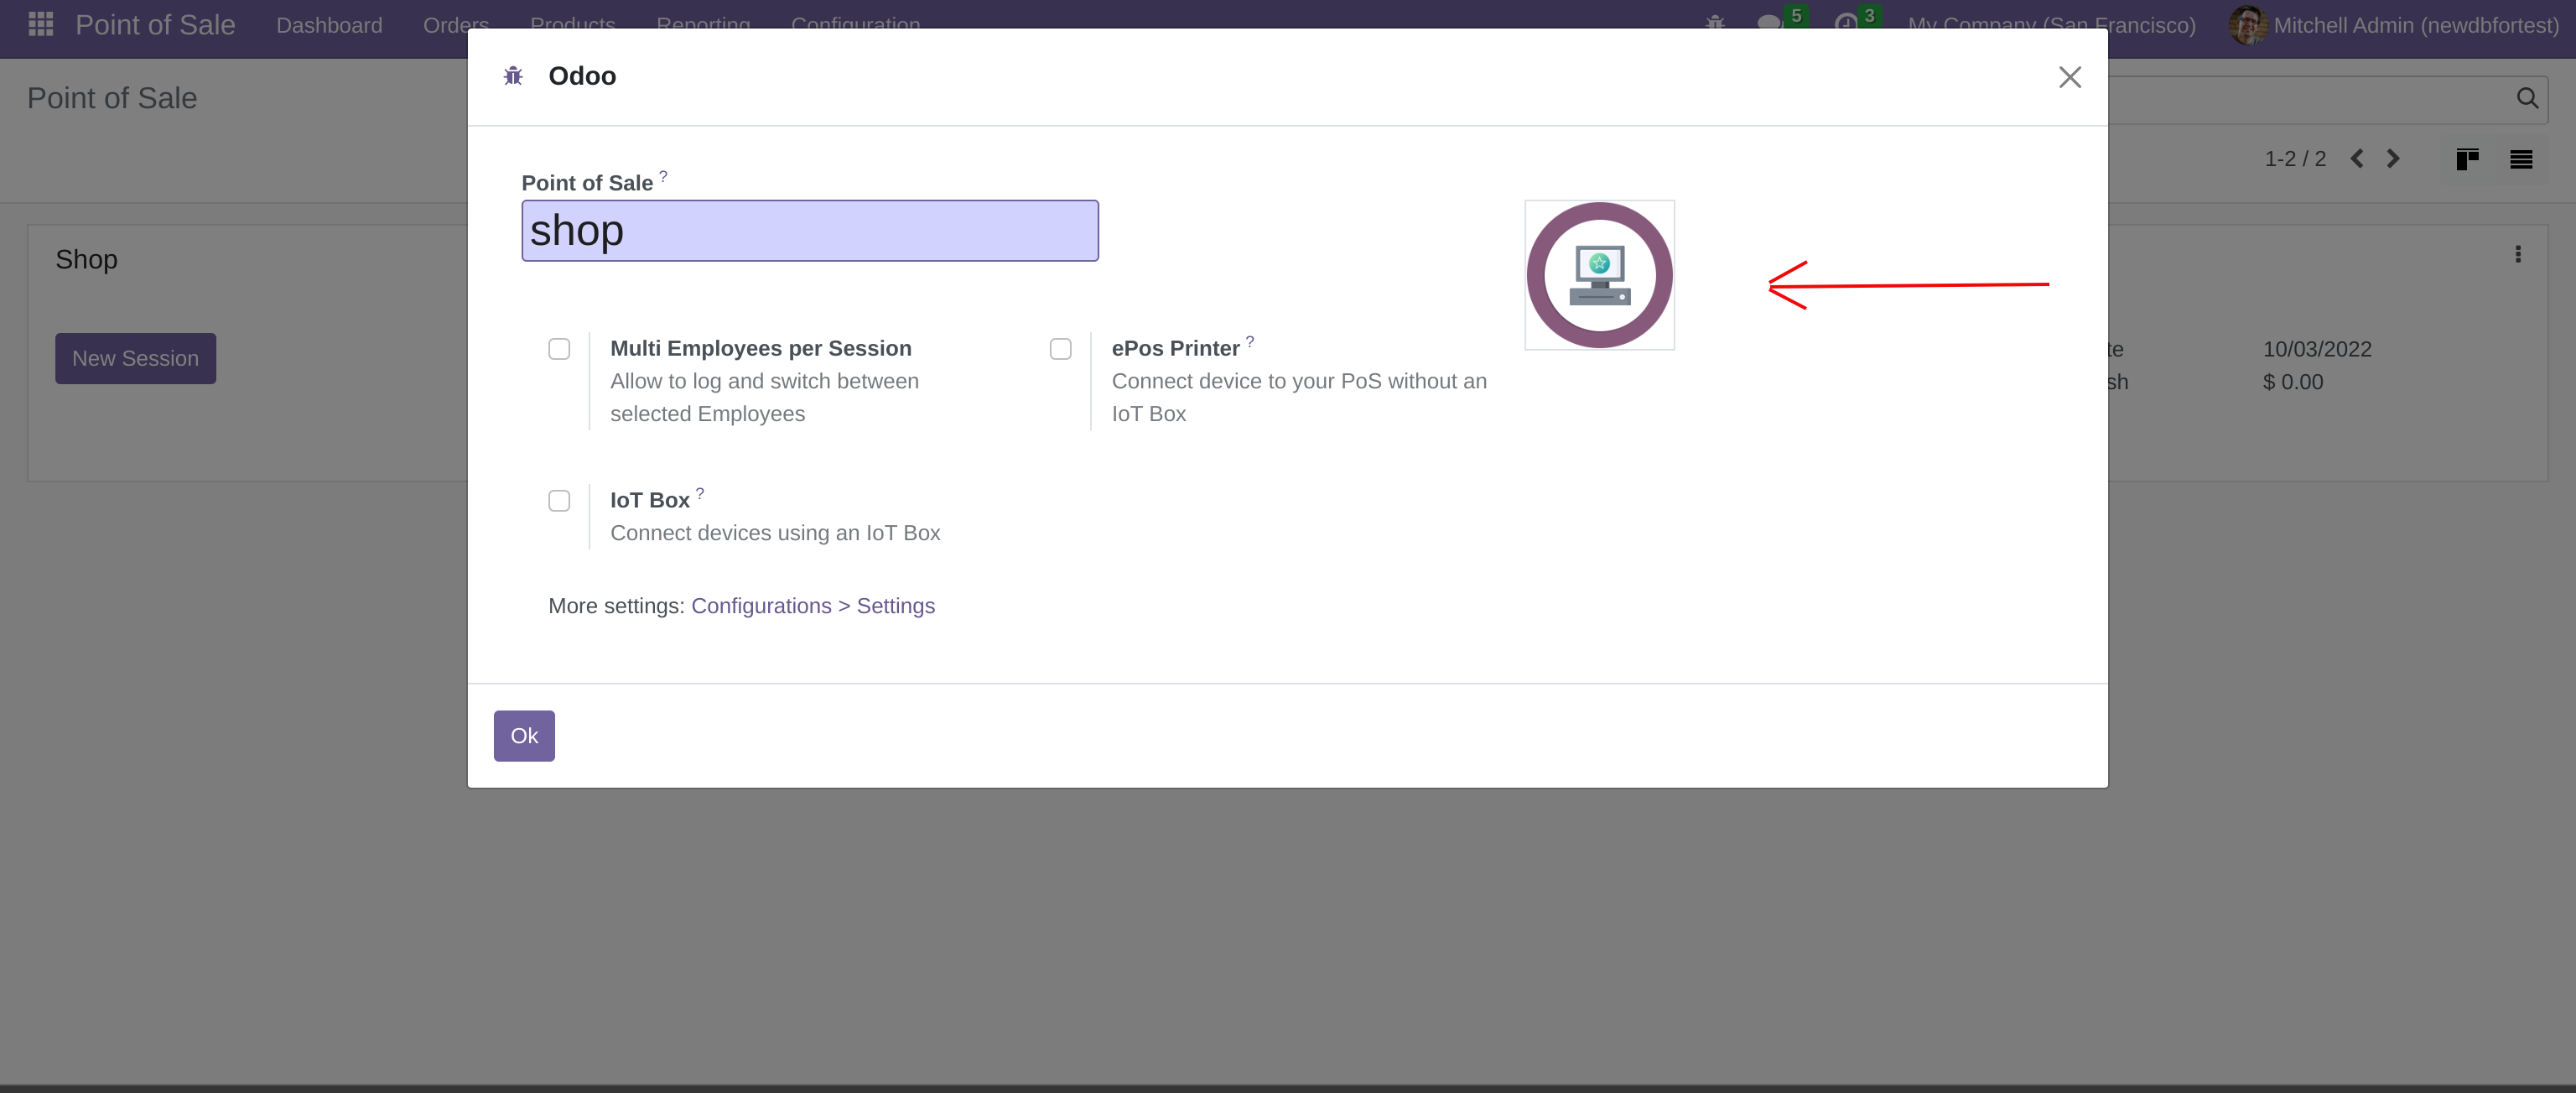 Point of Sale Dashboard Orders Products Reporting Configuration 5 3 My Company (San Francisco) Mitchell Admin (newdbfortest)
Point of Sale
1-2 / 2
Shop
New Session
10/03/2022
$ 0.00
Odoo
Point of Sale ?
shop
Multi Employees per Session
Allow to log and switch between
selected Employees
ePos Printer ?
Connect device to your PoS without an
IoT Box
IoT Box ?
Connect devices using an IoT Box
More settings: Configurations > Settings
Ok